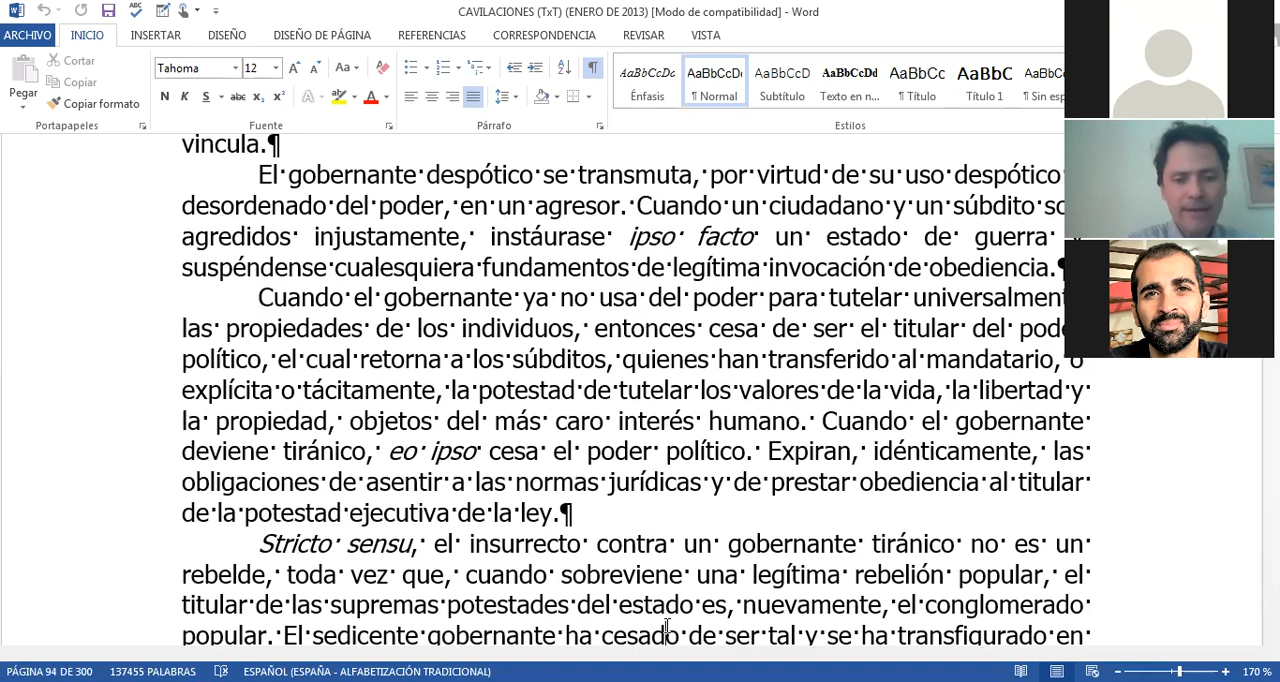 CAVILACIONES (TxT) (ENERO DE 2013) [Modo de compatibilidad] - Word
ARCHIVO INICIO INSERTAR DISEÑO DISEÑO DE PÁGINA REFERENCIAS CORRESPONDENCIA REVISAR VISTA
Pegar
Cortar
Copiar
Copiar formato
Portapapeles
Tahoma 12
Fuente
Párrafo
AaBbCcDc AaBbCcDc AaBbCcD AaBbCcDd AaBbCc AaBbC AaBbCc
Énfasis ¶ Normal Subtítulo Texto en n... ¶ Título Título 1 ¶ Sin esp
Estilos
vincula.¶
El gobernante despótico se transmuta, por virtud de su uso despótico
desordenado del poder, en un agresor. Cuando un ciudadano y un súbdito
agredidos injustamente, instáurase ipso facto un estado de guerra
suspéndense cualesquiera fundamentos de legítima invocación de obediencia.¶
Cuando el gobernante ya no usa del poder para tutelar universalment
las propiedades de los individuos, entonces cesa de ser el titular del pod
político, el cual retorna a los súbditos, quienes han transferido al mandatario, o
explícita o tácitamente, la potestad de tutelar los valores de la vida, la libertad y
la propiedad, objetos del más caro interés humano. Cuando el gobernante
deviene tiránico, eo ipso cesa el poder político. Expiran, idénticamente, las
obligaciones de asentir a las normas jurídicas y de prestar obediencia al titular
de la potestad ejecutiva de la ley.¶
Stricto sensu, el insurrecto contra un gobernante tiránico no es un
rebelde, toda vez que, cuando sobreviene una legítima rebelión popular, el
titular de las supremas potestades del estado es, nuevamente, el conglomerado
popular. El sedicente gobernante ha cesado de ser tal y se ha transfigurado en
PÁGINA 94 DE 300 137455 PALABRAS ESPAÑOL (ESPAÑA - ALFABETIZACIÓN TRADICIONAL) 170 %